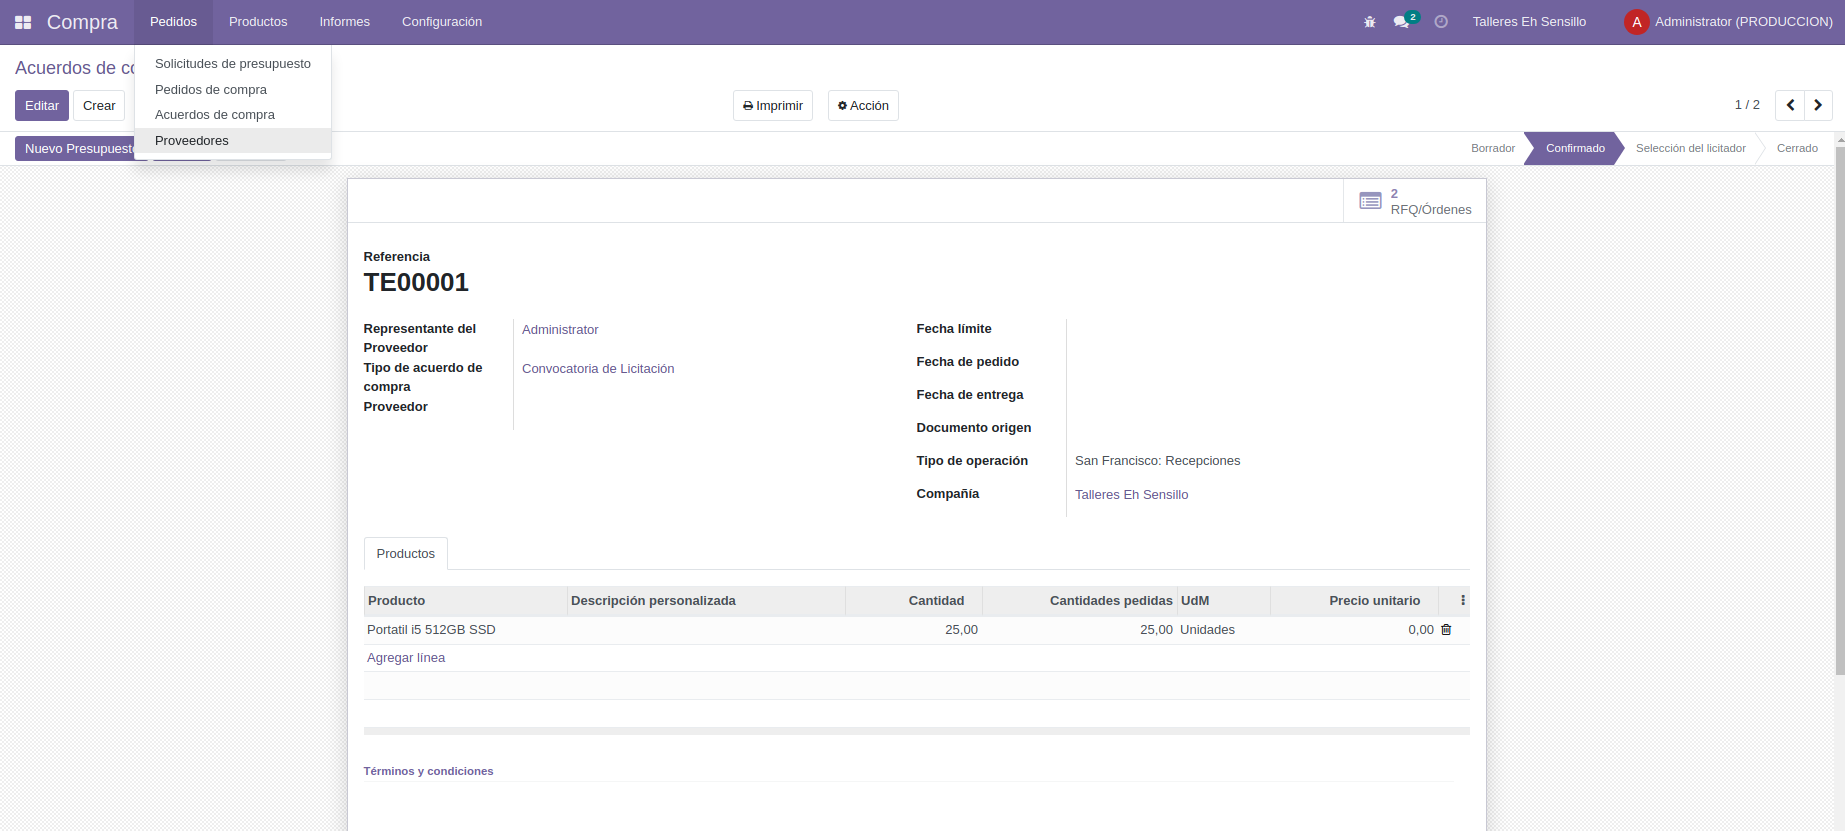 Compra Pedidos Productos Informes Configuración 2 Talleres Eh Sensillo A Administrator (PRODUCCION)
Solicitudes de presupuesto
Pedidos de compra
Acuerdos de compra
Proveedores
Acuerdos de co
Editar Crear Imprimir Acción 1 / 2
Nuevo Presupuesto Borrador Confirmado Selección del licitador Cerrado
2
RFQ/Órdenes
Referencia
TE00001
Representante del
Proveedor
Administrator
Tipo de acuerdo de
compra
Convocatoria de Licitación
Proveedor
Fecha límite
Fecha de pedido
Fecha de entrega
Documento origen
Tipo de operación San Francisco: Recepciones
Compañía Talleres Eh Sensillo
Productos
Producto Descripción personalizada Cantidad Cantidades pedidas UdM Precio unitario
Portatil i5 512GB SSD 25,00 25,00 Unidades 0,00
Agregar línea
Términos y condiciones